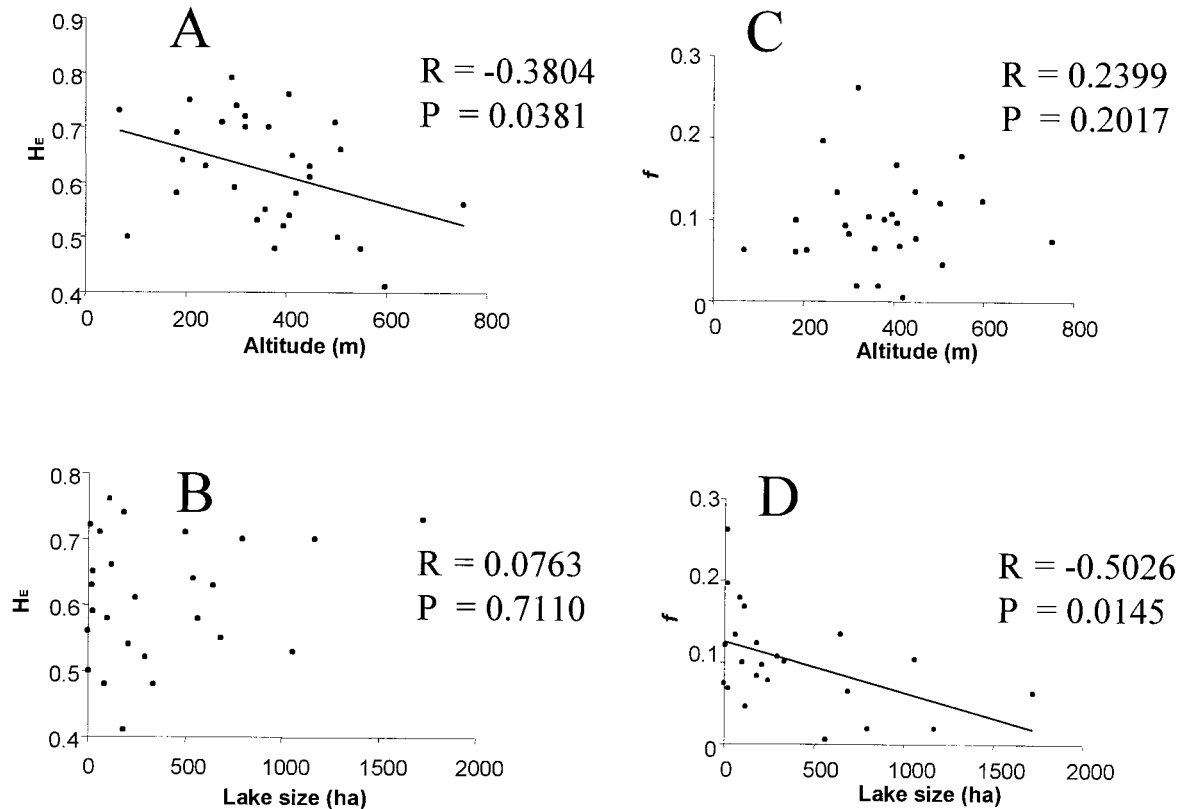 A
R = -0.3804
P = 0.0381
HE
0.9
0.8
0.7
0.6
0.5
0.4
0 200 400 600 800
Altitude (m)
C
R = 0.2399
P = 0.2017
f
0.3
0.2
0.1
0
0 200 400 600 800
Altitude (m)
B
R = 0.0763
P = 0.7110
HE
0.8
0.7
0.6
0.5
0.4
0 500 1000 1500 2000
Lake size (ha)
D
R = -0.5026
P = 0.0145
f
0.3
0.2
0.1
0
0 500 1000 1500 2000
Lake size (ha)